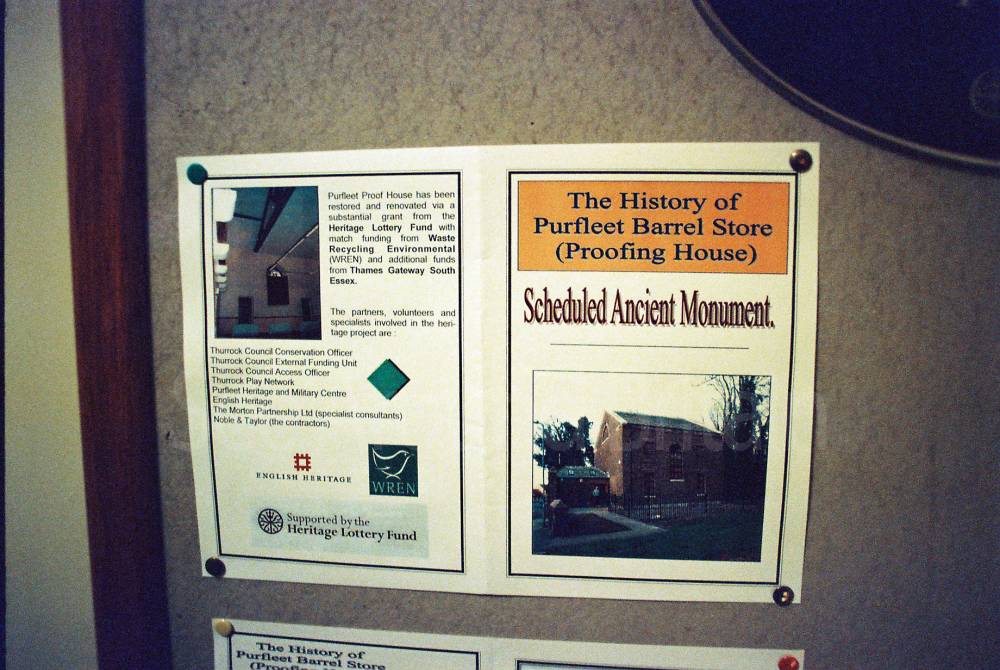 Purfleet Proof House has been
restored and renovated via a
substantial grant from the
Heritage Lottery Fund with
match funding from Waste
Recycling Environmental
(WREN) and additional funds
from Thames Gateway South
Essex.
The partners, volunteers and
specialists involved in the heri-
tage project are :
Thurrock Council Conservation Officer
Thurrock Council External Funding Unit
Thurrock Council Access Officer
Thurrock Play Network
Purfleet Heritage and Military Centre
English Heritage
The Morton Partnership Ltd (specialist consultants)
Noble & Taylor (the contractors)
ENGLISH HERITAGE
WREN
Supported by the
Heritage Lottery Fund
The History of
Purfleet Barrel Store
(Proofing House)
Scheduled Ancient Monument.
The History of
Purfleet Barrel Store
(Proofing House)